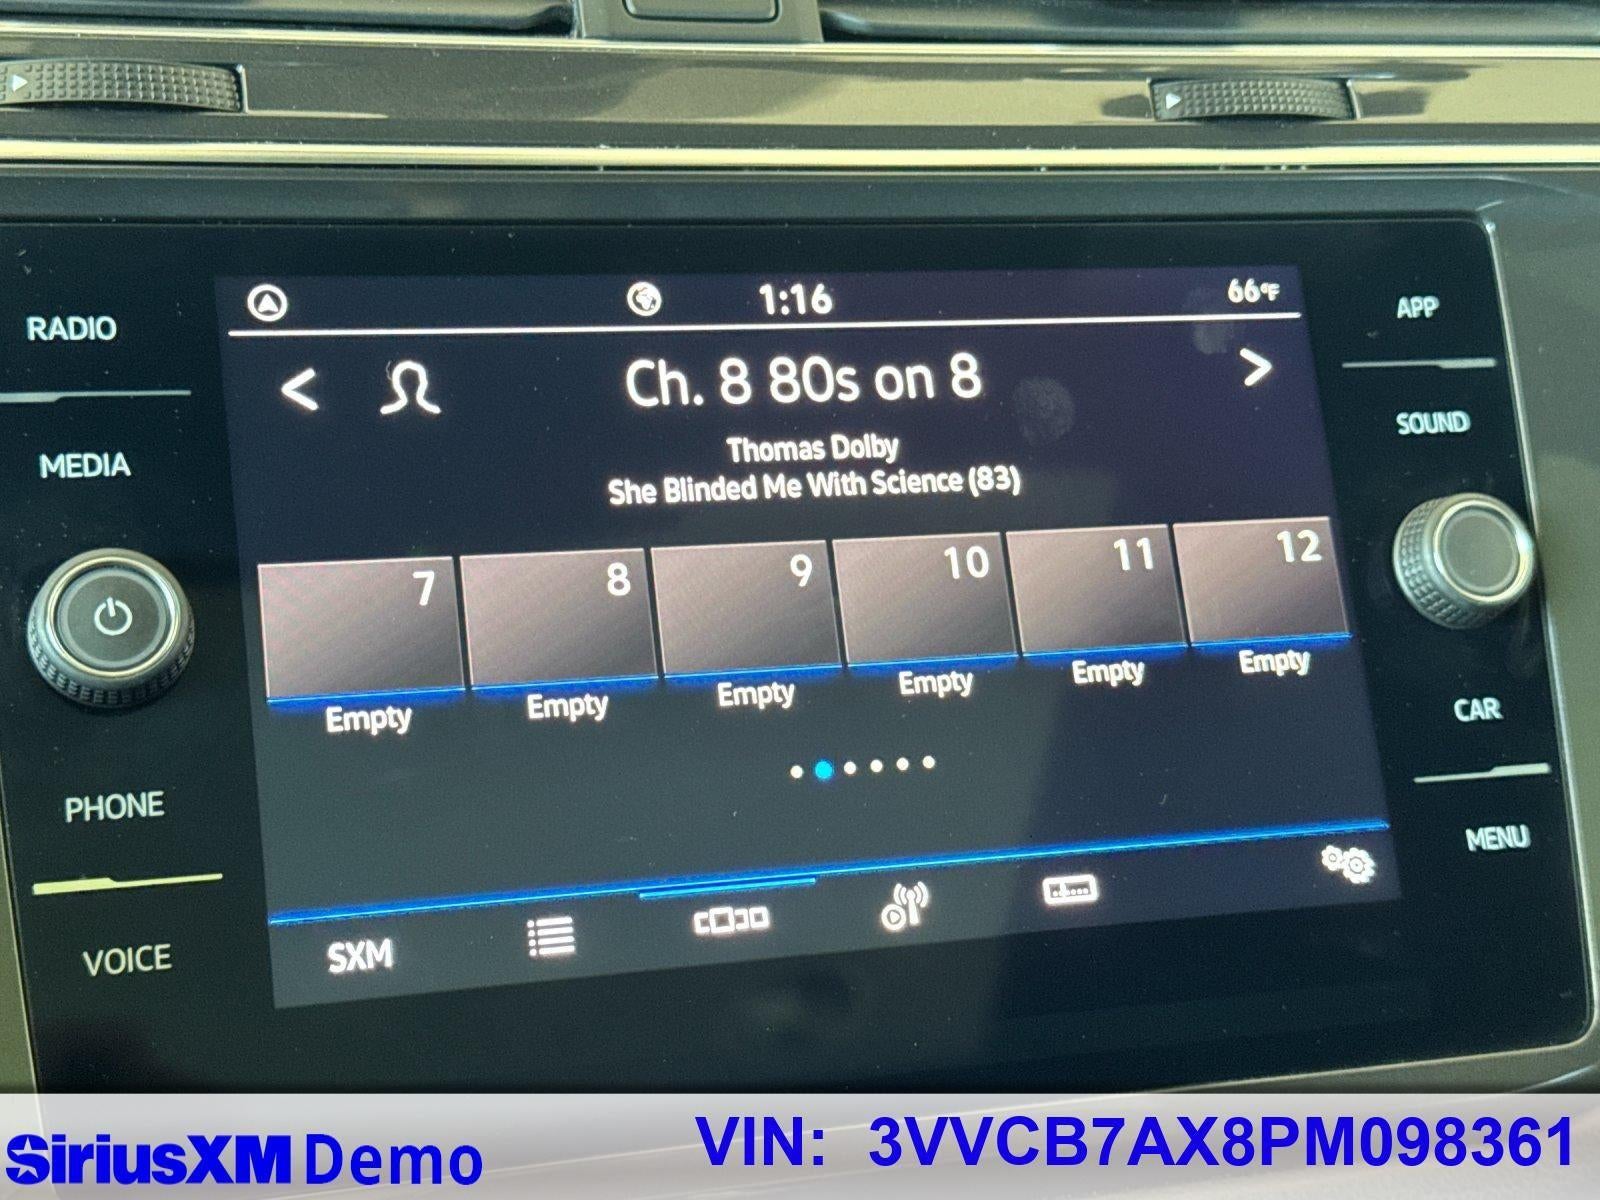 1:16
66°F
RADIO
APP
Ch. 8 80s on 8
SOUND
MEDIA
Thomas Dolby
She Blinded Me With Science (83)
7 8 9 10 11 12
Empty Empty Empty Empty Empty Empty
CAR
PHONE
MENU
VOICE
SXM
SiriusXM Demo
VIN: 3VVCB7AX8PM098361